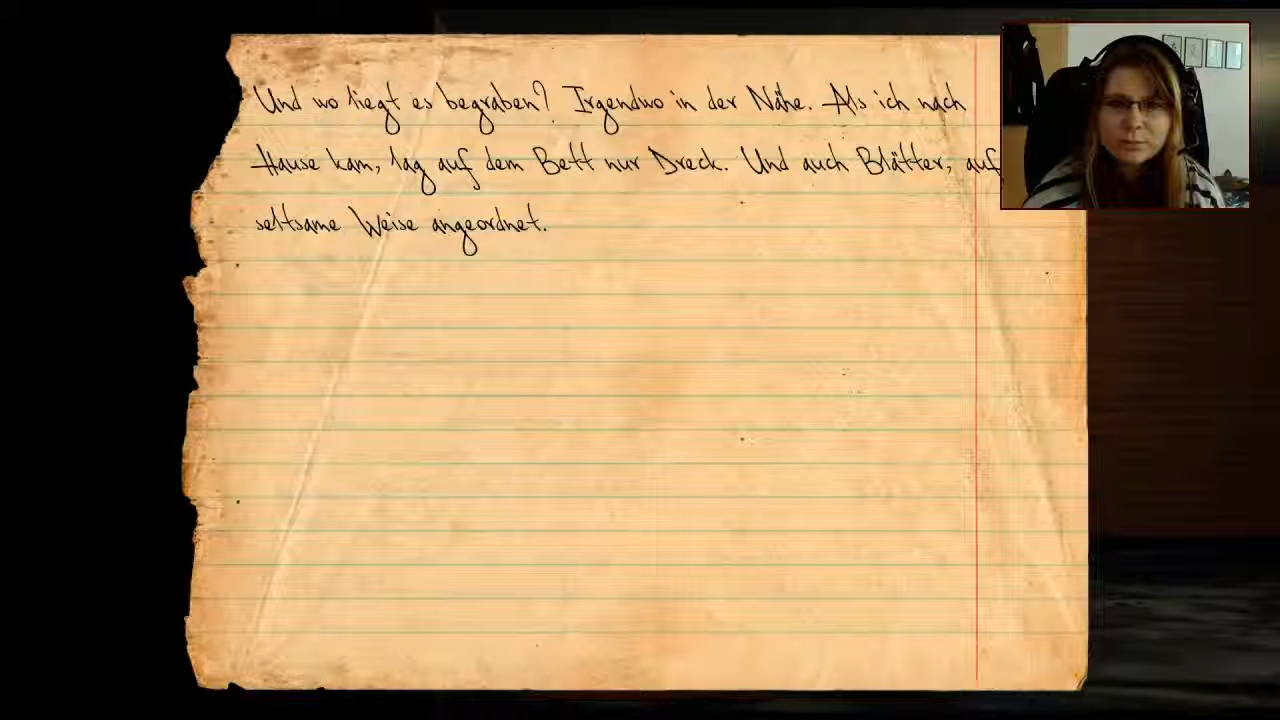 Und wo liegt es begraben? Irgendwo in der Nähe. Als ich nach
Hause kam, lag auf dem Bett nur Dreck. Und auch Blätter, auf
seltsame Weise angeordnet.